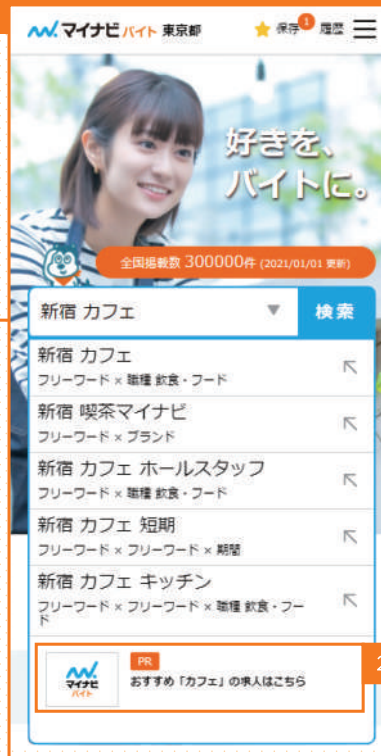 マイナビバイト 東京都 保存 1 履歴
好きを、
バイトに。
全国掲載数 300000件 (2021/01/01 更新)
新宿 カフェ ▼ 検索
新宿 カフェ
フリーワード × 職種 飲食・フード
新宿 喫茶マイナビ
フリーワード × ブランド
新宿 カフェ ホールスタッフ
フリーワード × 職種 飲食・フード
新宿 カフェ 短期
フリーワード × フリーワード × 期間
新宿 カフェ キッチン
フリーワード × フリーワード × 職種 飲食・フー
ド
PR
マイナビ
バイト
おすすめ「カフェ」の求人はこちら
2